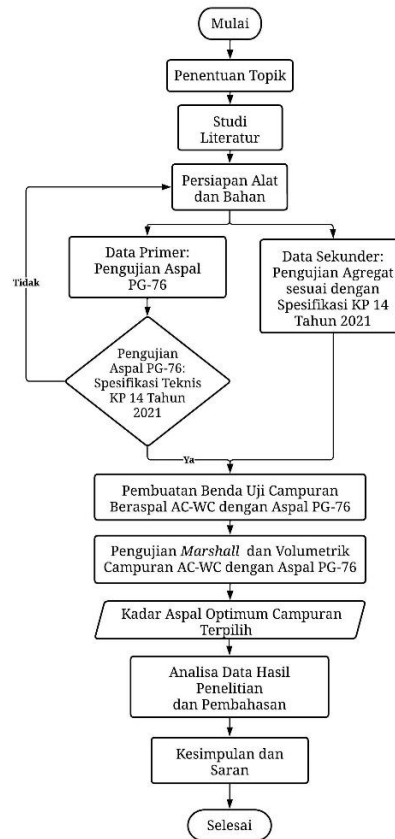 Mulai
Penentuan Topik
Studi
Literatur
Persiapan Alat
dan Bahan
Data Primer:
Pengujian Aspal
PG-76
Data Sekunder:
Pengujian Agregat
sesuai dengan
Spesifikasi KP 14
Tahun 2021
Tidak
Pengujian
Aspal PG-76:
Spesifikasi Teknis
KP 14 Tahun
2021
Ya
Pembuatan Benda Uji Campuran
Beraspal AC-WC dengan Aspal PG-76
Pengujian Marshall dan Volumetrik
Campuran AC-WC dengan Aspal PG-76
Kadar Aspal Optimum Campuran
Terpilih
Analisa Data Hasil
Penelitian
dan Pembahasan
Kesimpulan dan
Saran
Selesai